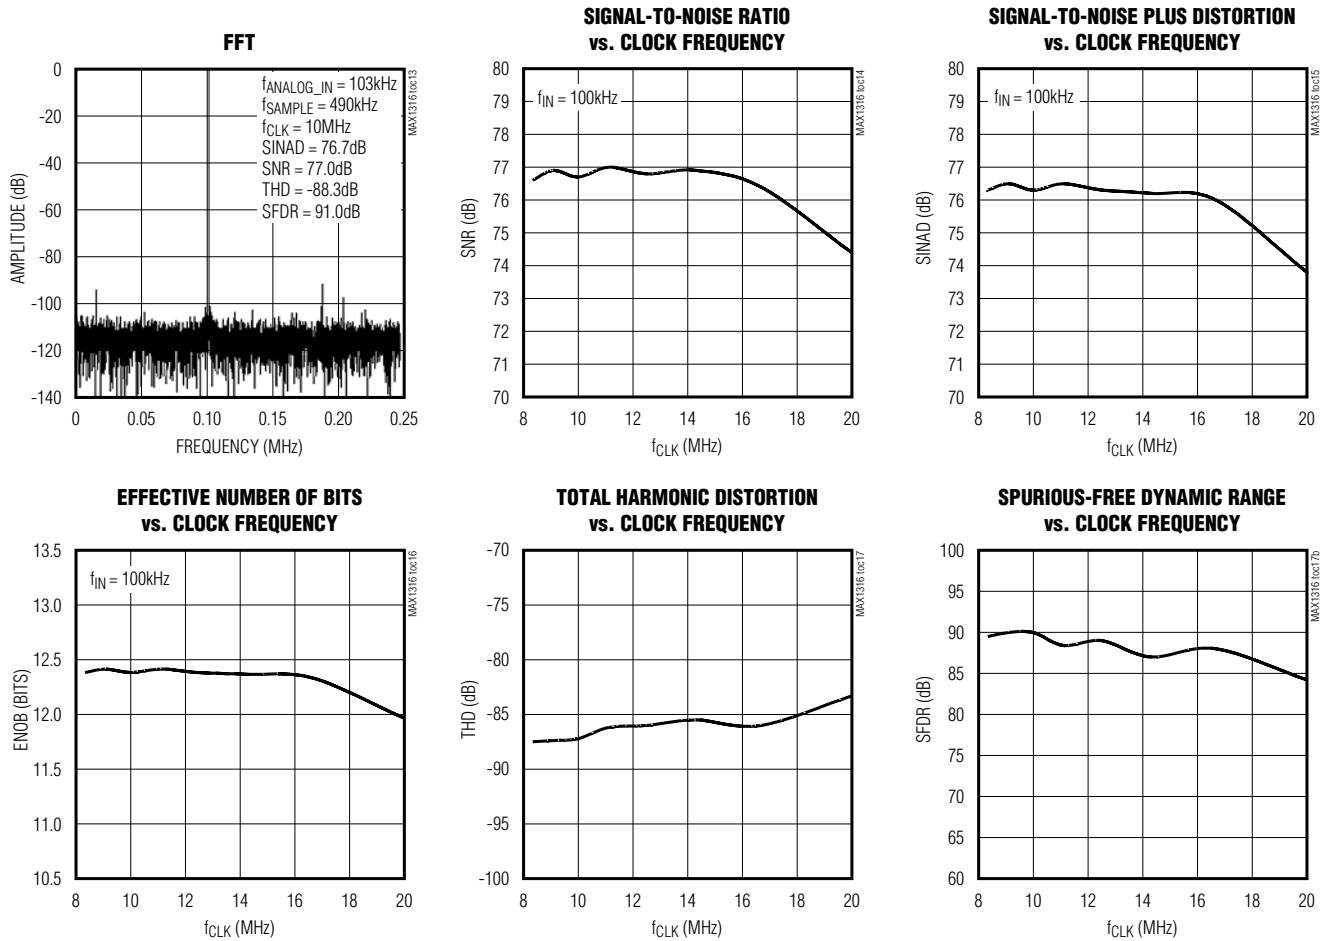 FFT
0
-20
-40
-60
-80
-100
-120
-140
AMPLITUDE (dB)
fANALOG_IN = 103kHz
fSAMPLE = 490kHz
fCLK = 10MHz
SINAD = 76.7dB
SNR = 77.0dB
THD = -88.3dB
SFDR = 91.0dB
MAX1316 toc13
0 0.05 0.10 0.15 0.20 0.25
FREQUENCY (MHz)
SIGNAL-TO-NOISE RATIO
vs. CLOCK FREQUENCY
80
79
78
77
76
75
74
73
72
71
70
SNR (dB)
fIN = 100kHz
MAX1316 toc14
8 10 12 14 16 18 20
fCLK (MHz)
SIGNAL-TO-NOISE PLUS DISTORTION
vs. CLOCK FREQUENCY
80
79
78
77
76
75
74
73
72
71
70
SINAD (dB)
fIN = 100kHz
MAX1316 toc15
8 10 12 14 16 18 20
fCLK (MHz)
EFFECTIVE NUMBER OF BITS
vs. CLOCK FREQUENCY
13.5
13.0
12.5
12.0
11.5
11.0
10.5
ENOB (BITS)
fIN = 100kHz
MAX1316 toc16
8 10 12 14 16 18 20
fCLK (MHz)
TOTAL HARMONIC DISTORTION
vs. CLOCK FREQUENCY
-70
-75
-80
-85
-90
-95
-100
THD (dB)
MAX1316 toc17
8 10 12 14 16 18 20
fCLK (MHz)
SPURIOUS-FREE DYNAMIC RANGE
vs. CLOCK FREQUENCY
100
95
90
85
80
75
70
65
60
SFDR (dB)
MAX1316 toc17b
8 10 12 14 16 18 20
fCLK (MHz)